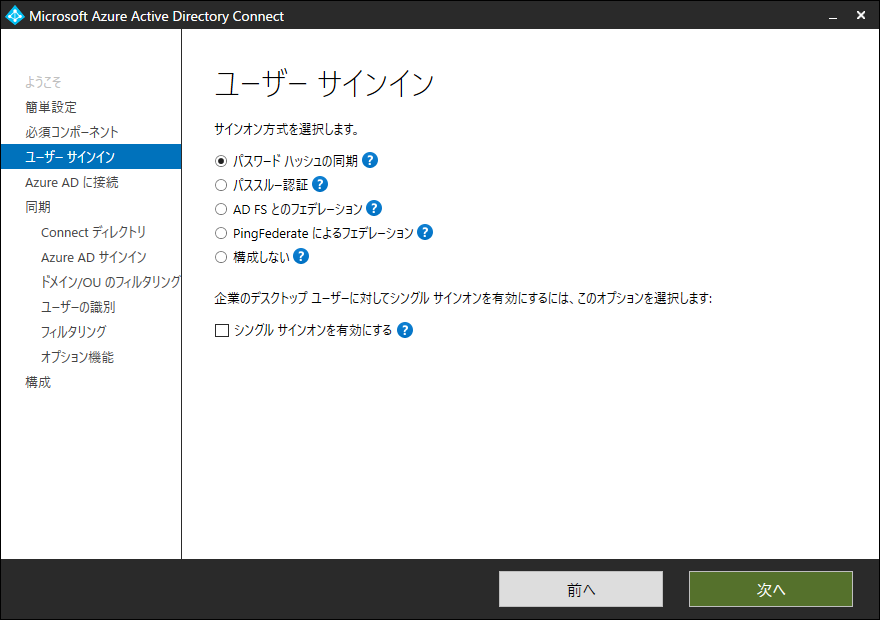 Microsoft Azure Active Directory Connect
ようこそ
簡単設定
必須コンポーネント
ユーザー サインイン
Azure AD に接続
同期
Connect ディレクトリ
Azure AD サインイン
ドメイン/OU のフィルタリング
ユーザーの識別
フィルタリング
オプション機能
構成
ユーザー サインイン
サインオン方式を選択します。
パスワード ハッシュの同期 ?
パススルー認証 ?
AD FS とのフェデレーション ?
PingFederate によるフェデレーション ?
構成しない ?
企業のデスクトップ ユーザーに対してシングル サインオンを有効にするには、このオプションを選択します:
シングル サインオンを有効にする ?
前へ
次へ